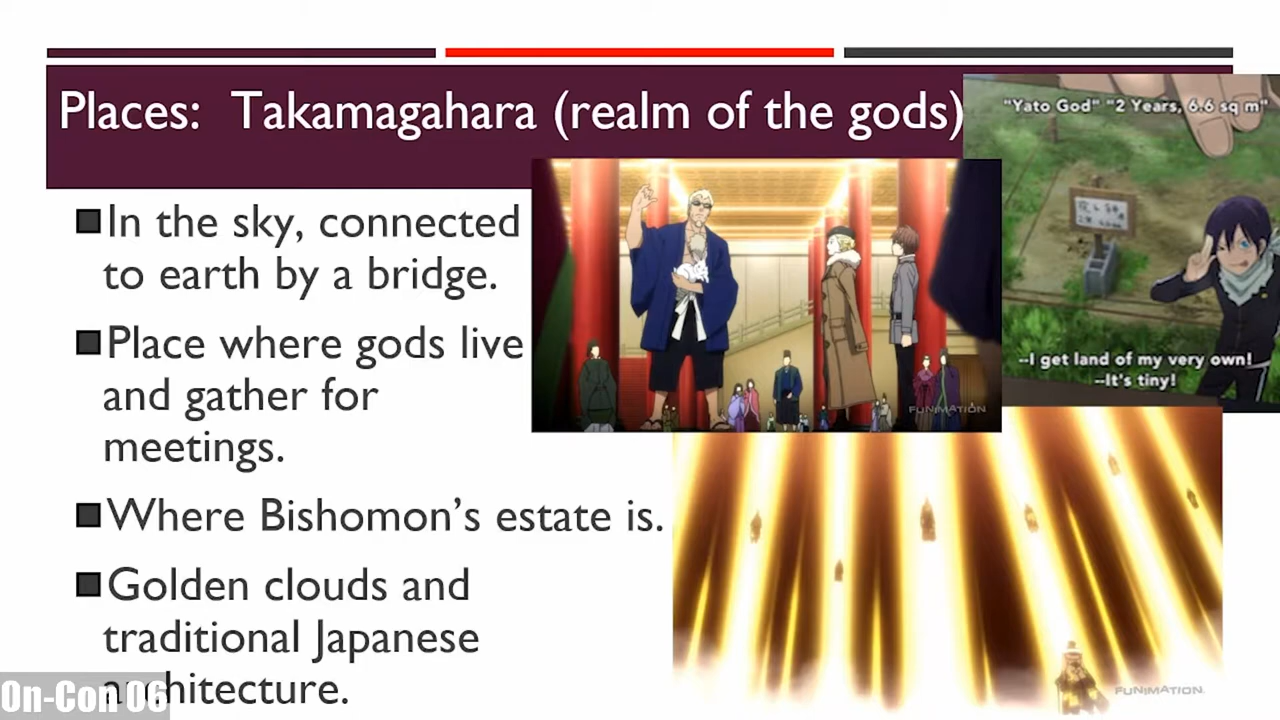 Places: Takamagahara (realm of the gods)
"Yato God" "2 Years, 6.6 sq m"
In the sky, connected
to earth by a bridge.
Place where gods live
and gather for
meetings.
--I get land of my very own!
--It's tiny!
FUNIMATION
Where Bishomon's estate is.
Golden clouds and
traditional Japanese
architecture.
FUNIMATION
On-Con 06